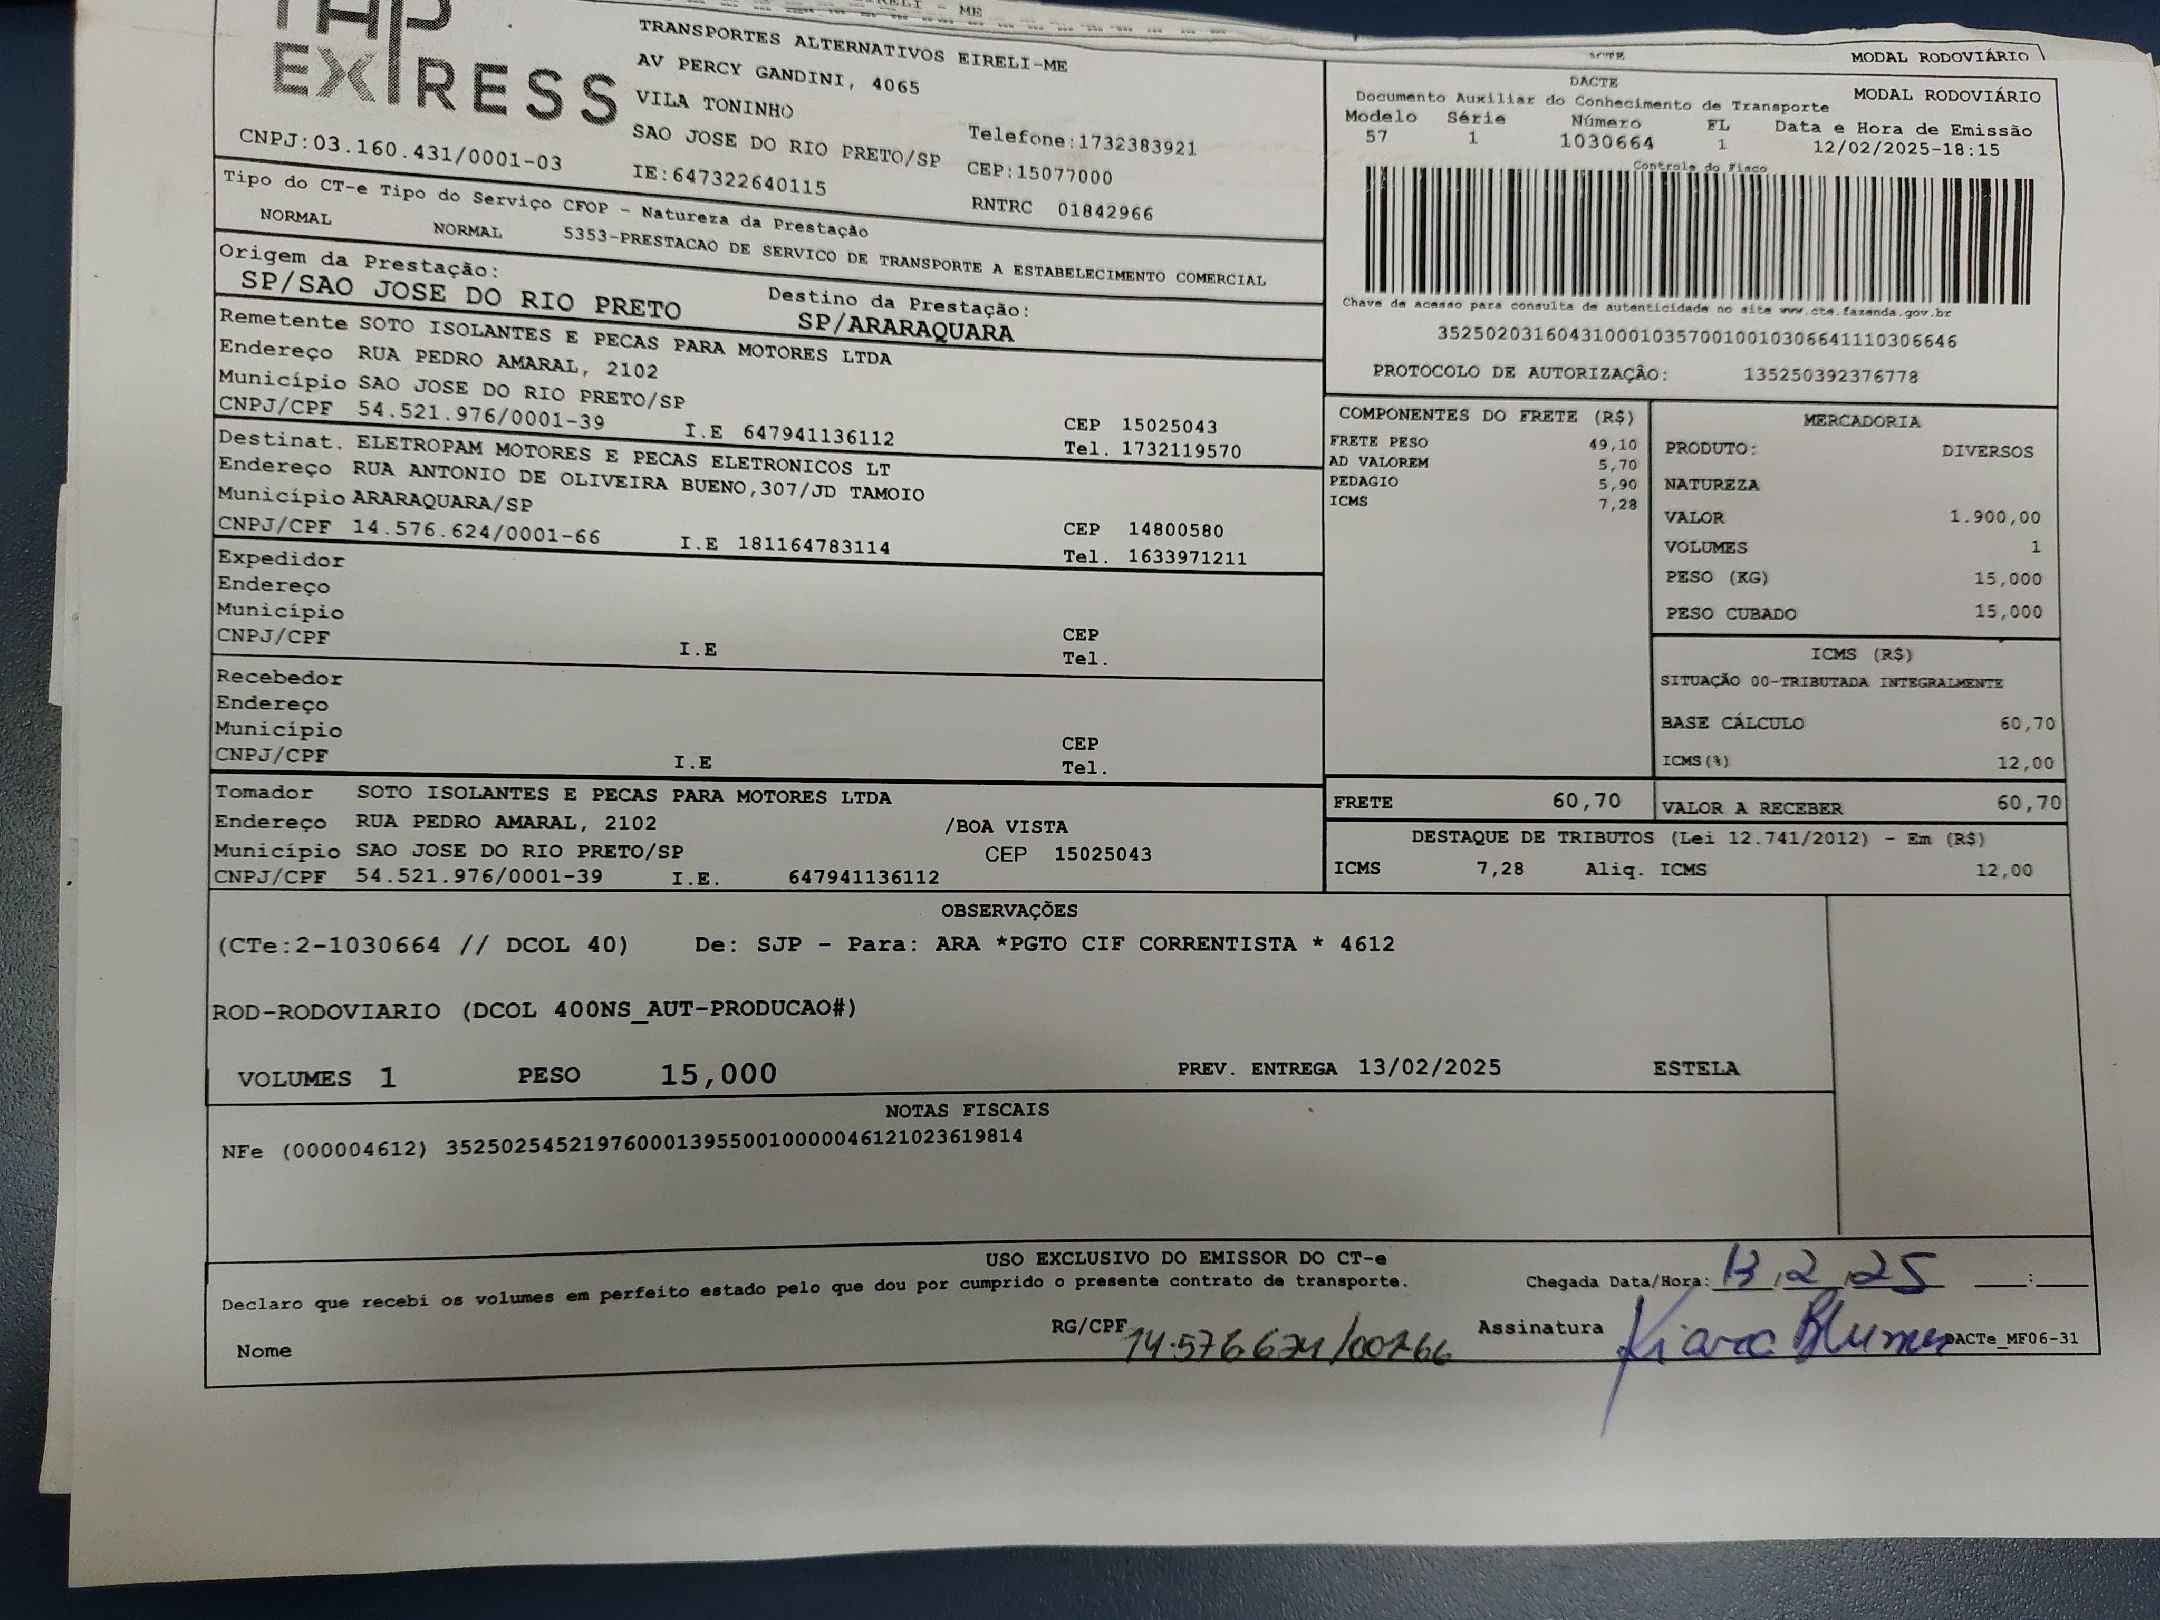 EIRELI - ME
TAP
EXPRESS
TRANSPORTES ALTERNATIVOS EIRELI-ME
AV PERCY GANDINI, 4065
VILA TONINHO
SAO JOSE DO RIO PRETO/SP
Telefone:1732383921
CNPJ:03.160.431/0001-03
IE:647322640115
CEP:15077000
RNTRC 01842966
Tipo do CT-e Tipo do Serviço CFOP - Natureza da Prestação
NORMAL NORMAL 5353-PRESTACAO DE SERVICO DE TRANSPORTE A ESTABELECIMENTO COMERCIAL
Origem da Prestação:
SP/SAO JOSE DO RIO PRETO
Destino da Prestação:
SP/ARARAQUARA
DACTE
MODAL RODOVIÁRIO
DACTE
MODAL RODOVIÁRIO
Documento Auxiliar do Conhecimento de Transporte
Modelo Série Número FL Data e Hora de Emissão
57 1 1030664 1 12/02/2025-18:15
Controle do Fisco
Chave de acesso para consulta de autenticidade no site www.cte.fazenda.gov.br
35250203160431000103570010010306641110306646
PROTOCOLO DE AUTORIZAÇÃO: 135250392376778
Remetente SOTO ISOLANTES E PECAS PARA MOTORES LTDA
Endereço RUA PEDRO AMARAL, 2102
Município SAO JOSE DO RIO PRETO/SP
CEP 15025043
CNPJ/CPF 54.521.976/0001-39 I.E 647941136112 Tel. 1732119570
Destinat. ELETROPAM MOTORES E PECAS ELETRONICOS LT
Endereço RUA ANTONIO DE OLIVEIRA BUENO,307/JD TAMOIO
Município ARARAQUARA/SP
CEP 14800580
CNPJ/CPF 14.576.624/0001-66 I.E 181164783114 Tel. 1633971211
Expedidor
Endereço
Município
CEP
CNPJ/CPF I.E Tel.
Recebedor
Endereço
Município
CEP
CNPJ/CPF I.E Tel.
Tomador SOTO ISOLANTES E PECAS PARA MOTORES LTDA
Endereço RUA PEDRO AMARAL, 2102 /BOA VISTA
Município SAO JOSE DO RIO PRETO/SP CEP 15025043
CNPJ/CPF 54.521.976/0001-39 I.E. 647941136112
COMPONENTES DO FRETE (R$)
FRETE PESO 49,10
AD VALOREM 5,70
PEDAGIO 5,90
ICMS 7,28
MERCADORIA
PRODUTO: DIVERSOS
NATUREZA
VALOR 1.900,00
VOLUMES 1
PESO (KG) 15,000
PESO CUBADO 15,000
ICMS (R$)
SITUAÇÃO 00-TRIBUTADA INTEGRALMENTE
BASE CÁLCULO 60,70
ICMS(%) 12,00
FRETE 60,70 VALOR A RECEBER 60,70
DESTAQUE DE TRIBUTOS (Lei 12.741/2012) - Em (R$)
ICMS 7,28 Aliq. ICMS 12,00
OBSERVAÇÕES
(CTe:2-1030664 // DCOL 40) De: SJP - Para: ARA *PGTO CIF CORRENTISTA * 4612
ROD-RODOVIARIO (DCOL 400NS_AUT-PRODUCAO#)
VOLUMES 1 PESO 15,000 PREV. ENTREGA 13/02/2025 ESTELA
NOTAS FISCAIS
NFe (000004612) 35250254521976000139550010000046121023619814
USO EXCLUSIVO DO EMISSOR DO CT-e
Declaro que recebi os volumes em perfeito estado pelo que dou por cumprido o presente contrato de transporte.
Chegada Data/Hora: 13/2/25 :
Nome RG/CPF 14.576.624/00166 Assinatura Kiara Blumer DACTe_MF06-31